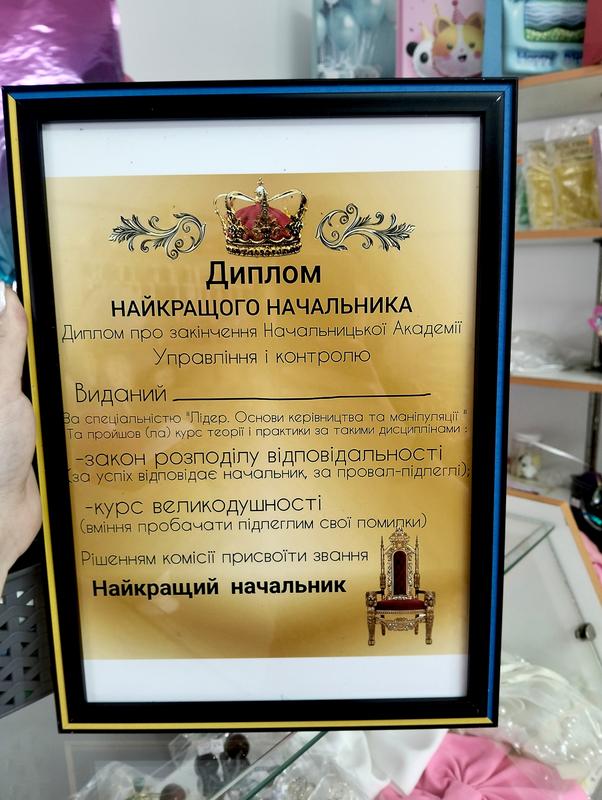 Диплом
НАЙКРАЩОГО НАЧАЛЬНИКА
Диплом про закінчення Начальницької Академії
Управління і контролю
Виданий
За спеціальністю "Лідер. Основи керівництва та маніпуляції "
Та пройшов (ла) курс теорії і практики за такими дисциплінами :
-закон розподілу відповідальності
(за успіх відповідає начальник, за провал-підлеглі);
-курс великодушності
(вміння пробачати підлеглим свої помилки)
Рішенням комісії присвоїти звання
Найкращий начальник